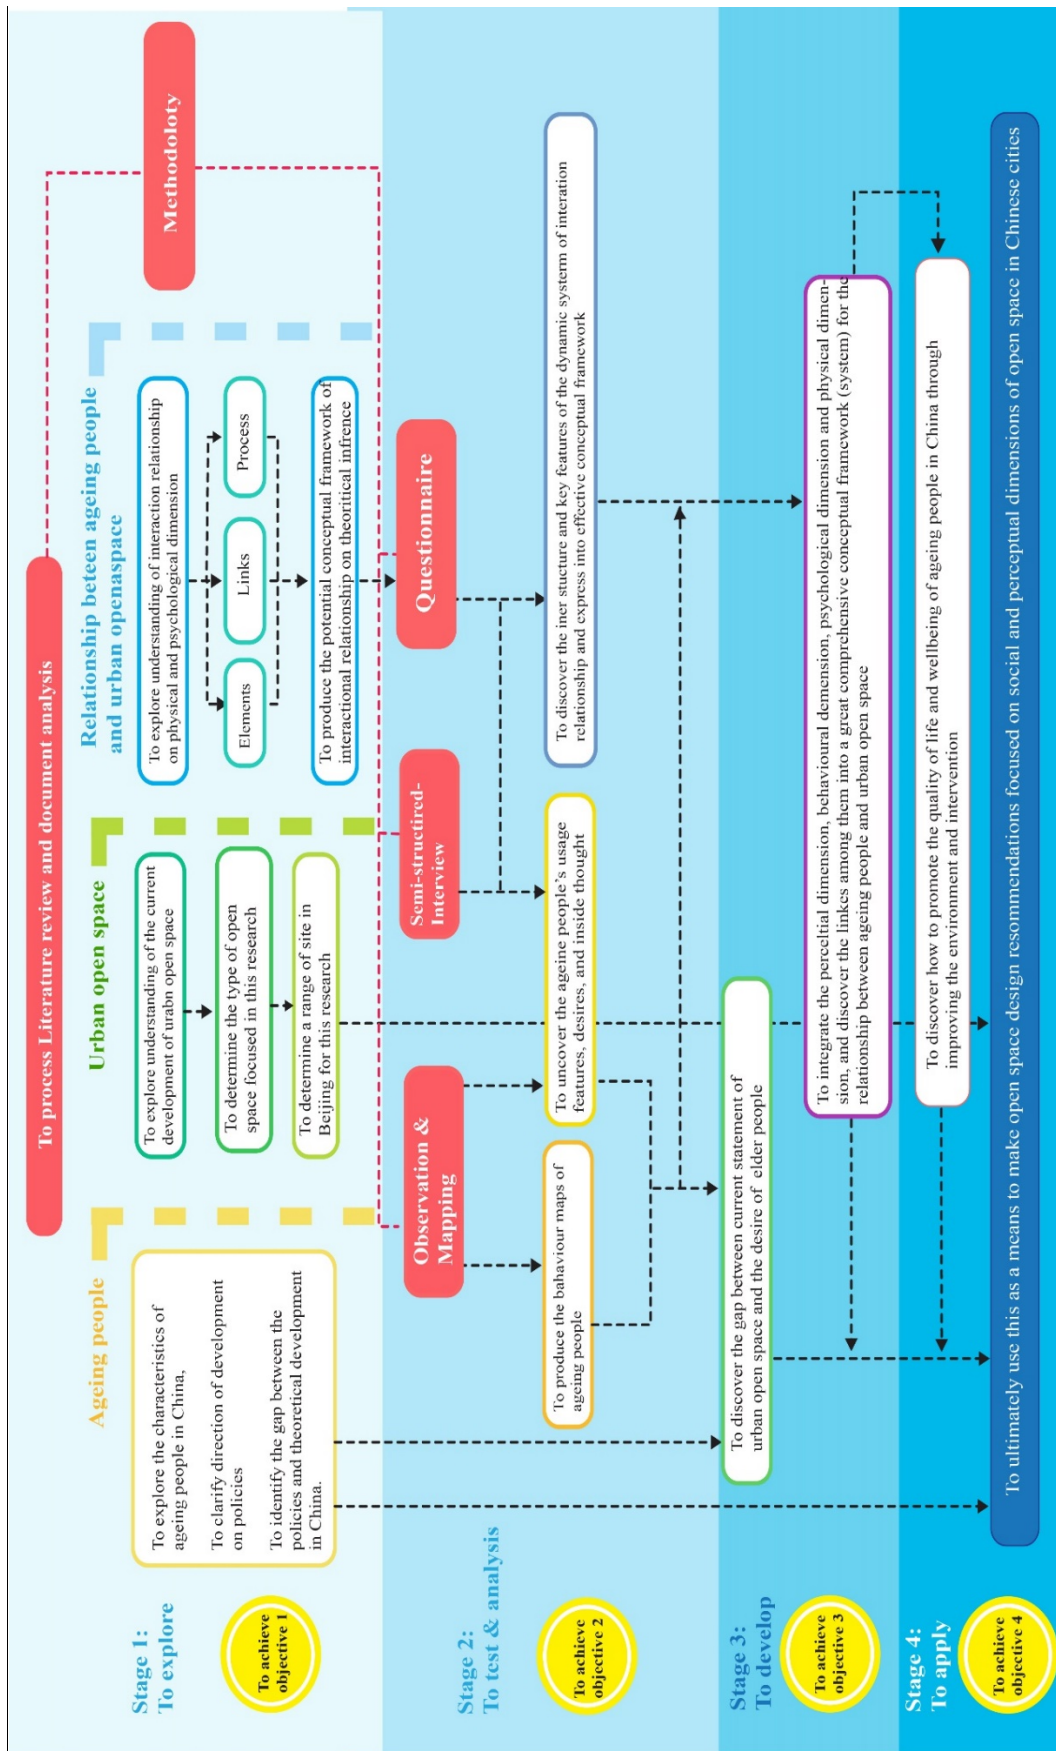 To process Literature review and document analysis
Methodoloty
Stage 1:
To explore
To achieve
objective 1
Ageing people
To explore the characteristics of
ageing people in China,
To clarify direction of development
on policies
To identify the gap between the
policies and theoretical development
in China.
Urban open space
To explore understanding of the current
development of urabn open space
To determine the type of open
space focused in this research
To determine a range of site in
Beijing for this research
Relationship beteen ageing people
and urban openaspace
To explore understanding of interaction relationship
on physical and psychological dimension
Elements
Links
Process
To produce the potential conceptual framework of
interactional relationship on theoritical infrence
Stage 2:
To test & analysis
To achieve
objective 2
Observation &
Mapping
Semi-structired-
Interview
Questionnaire
To produce the bahaviour maps of
ageing people
To uncover the ageine people's usage
features, desires, and inside thought
To discover the iner stucture and key features of the dynamic systerm of interation
relationship and express into effective conceptual framework
Stage 3:
To develop
To achieve
objective 3
To discover the gap between current statement of
urban open space and the desire of elder people
To integrate the percectial dimension, behavioural demension, psychological dimension and physical dimen-
sion, and discover the linkes among them into a great comprehensive conceptual framework (system) for the
relationship between ageing people and urban open space
Stage 4:
To apply
To achieve
objective 4
To discover how to promote the quality of life and wellbeing of ageing people in China through
improving the environment and intervention
To ultimately use this as a means to make open space design resommendations focused on social and perceptual dimensions of open space in Chinese cities